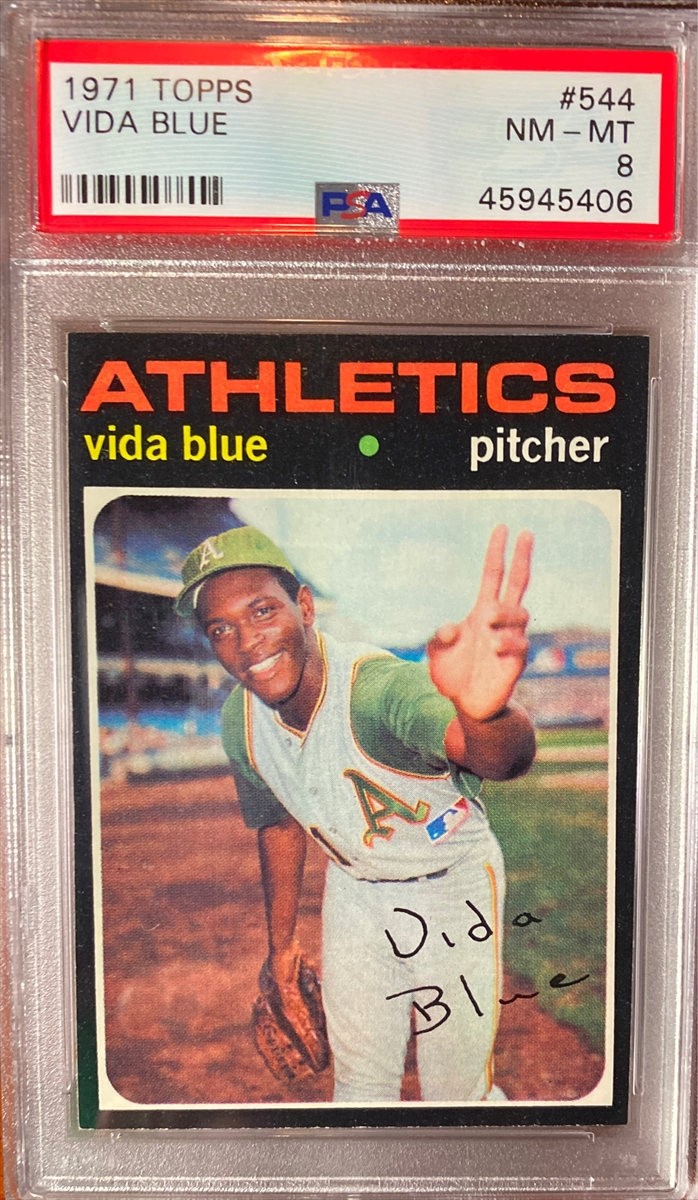 1971 TOPPS #544
VIDA BLUE NM – MT
8
45945406
PSA
ATHLETICS
vida blue • pitcher
A
A
Vida
Blue